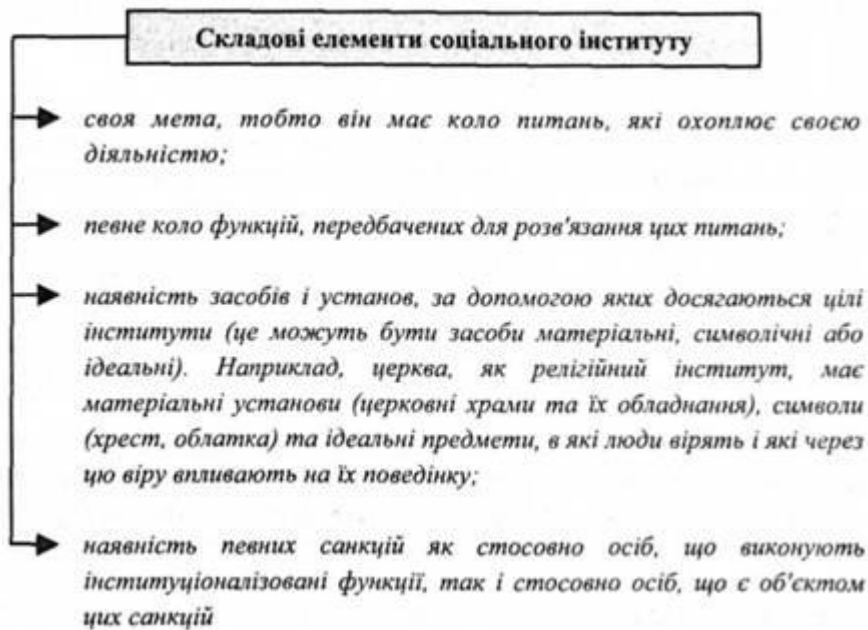 Складові елементи соціального інституту
своя мета, тобто він має коло питань, які охоплює своєю
діяльністю;
певне коло функцій, передбачених для розв'язання цих питань;
наявність засобів і установ, за допомогою яких досягаються цілі
інститути (це можуть бути засоби матеріальні, символічні або
ідеальні). Наприклад, церква, як релігійний інститут, має
матеріальні установи (церковні храми та їх обладнання), символи
(хрест, облатка) та ідеальні предмети, в які люди вірять і які через
цю віру впливають на їх поведінку;
наявність певних санкцій як стосовно осіб, що виконують
інституціоналізовані функції, так і стосовно осіб, що є об'єктом
цих санкцій